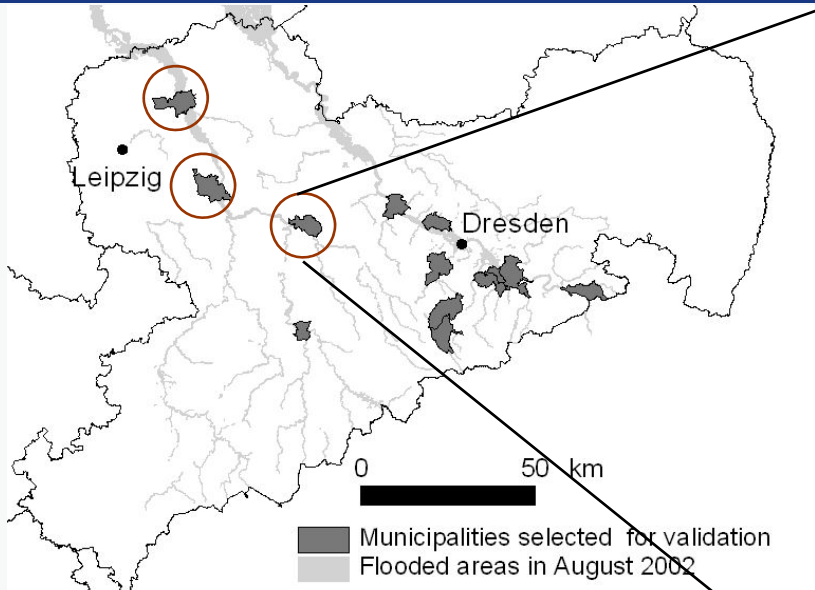 Leipzig
Dresden
0 50 km
Municipalities selected for validation
Flooded areas in August 2002